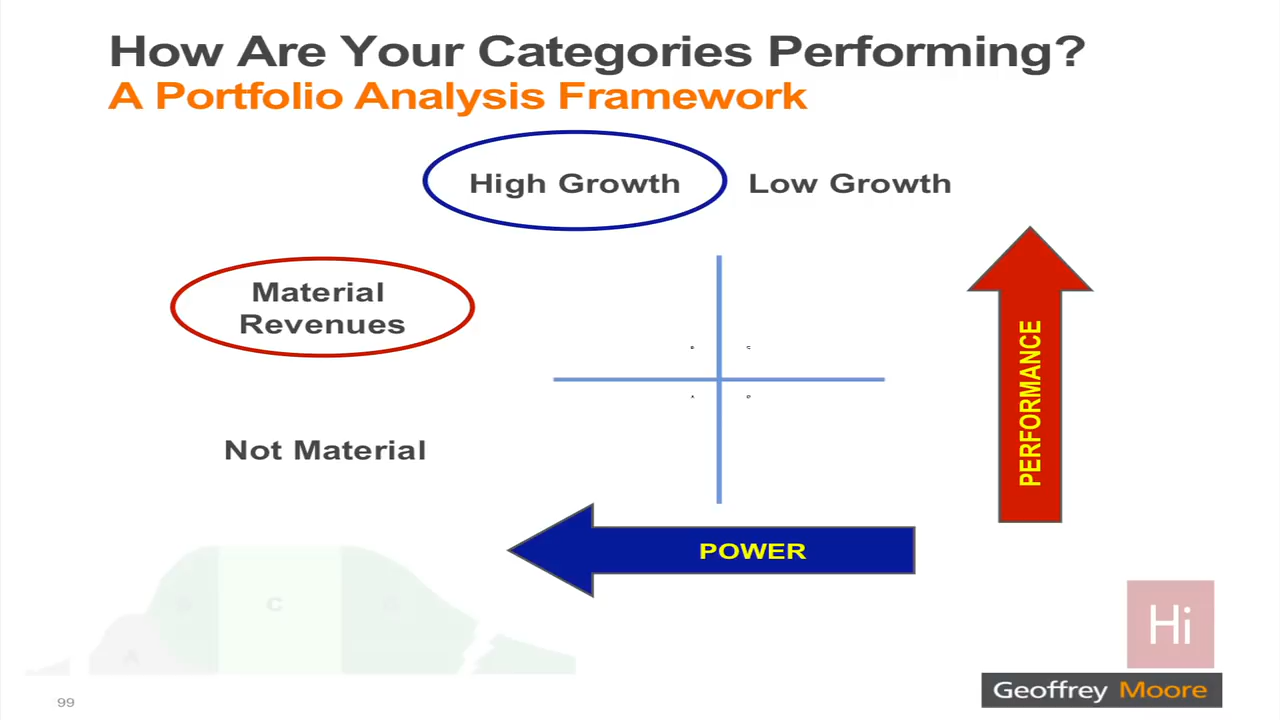 How Are Your Categories Performing?
A Portfolio Analysis Framework
High Growth
Low Growth
Material
Revenues
PERFORMANCE
B
C
A
D
Not Material
POWER
C
A
Hi
Geoffrey Moore
99